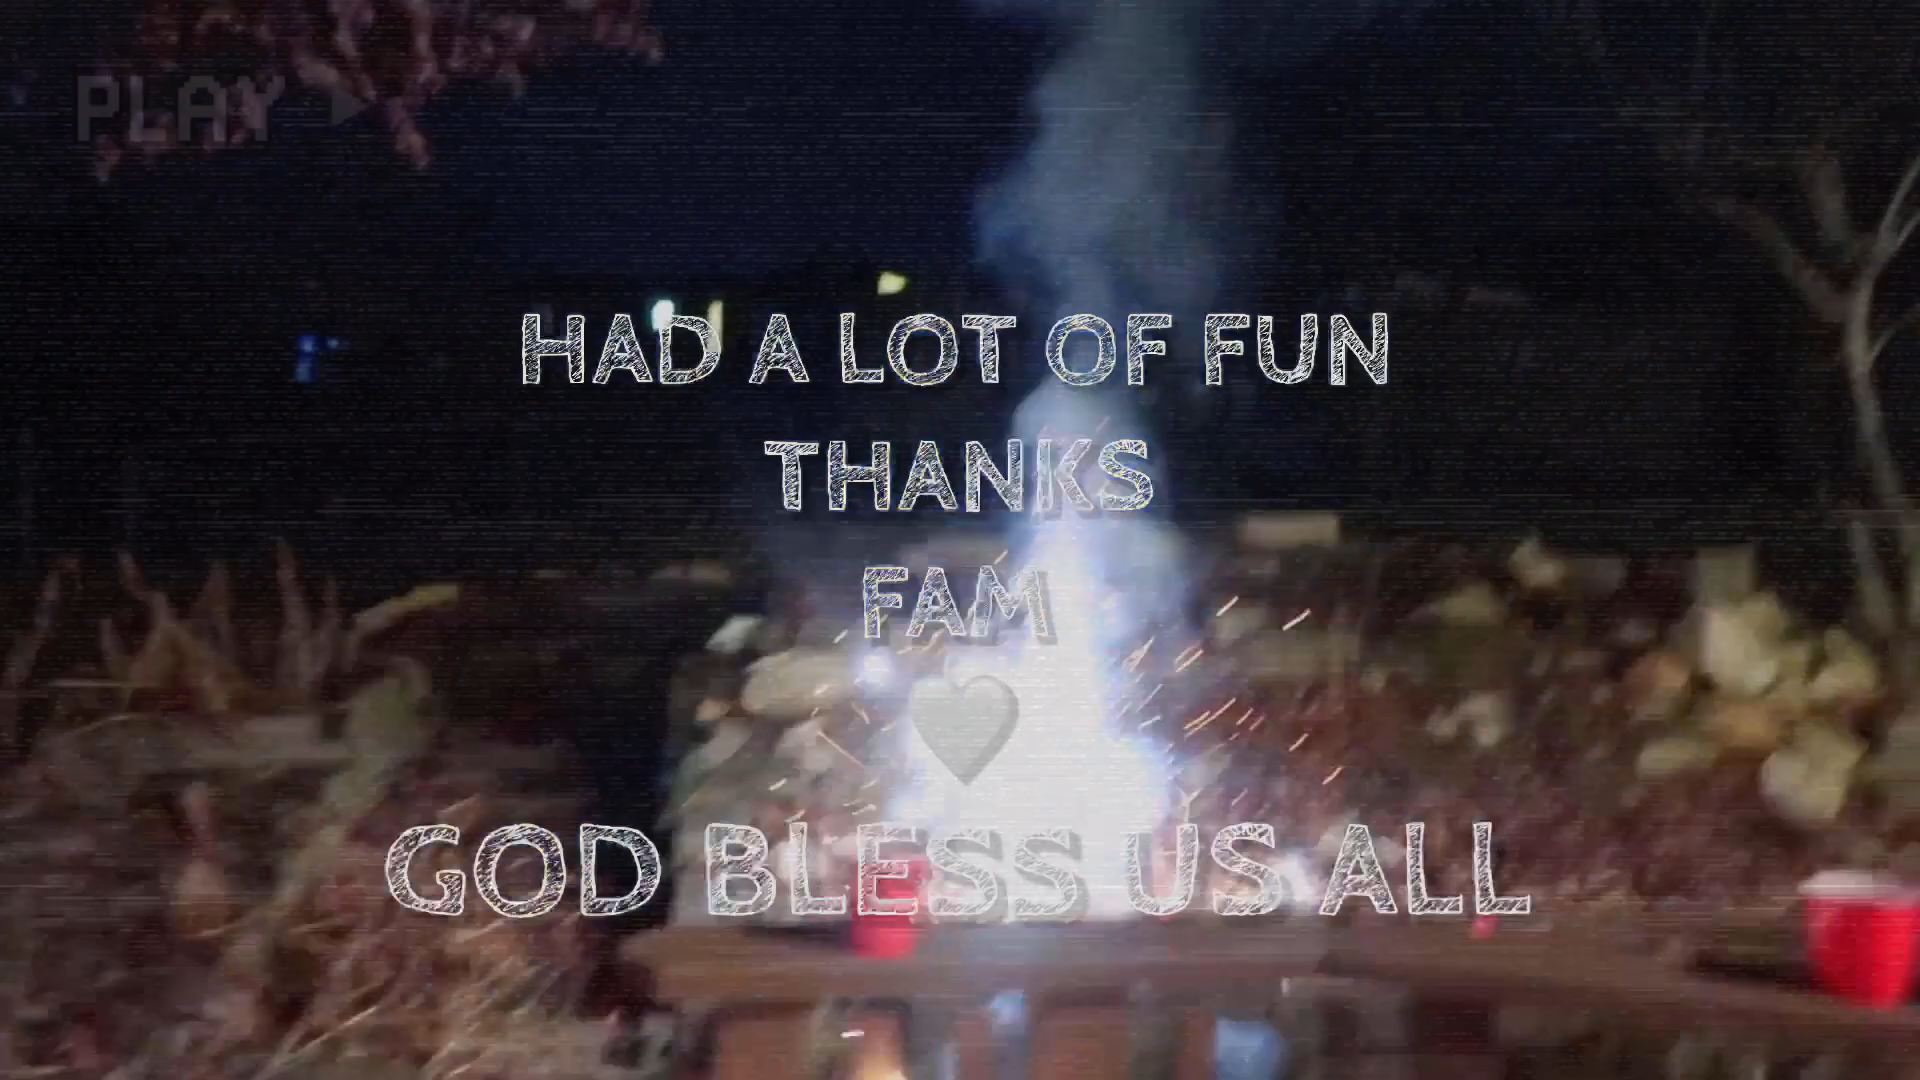 PLAY
HAD A LOT OF FUN
THANKS
FAM
GOD BLESS US ALL